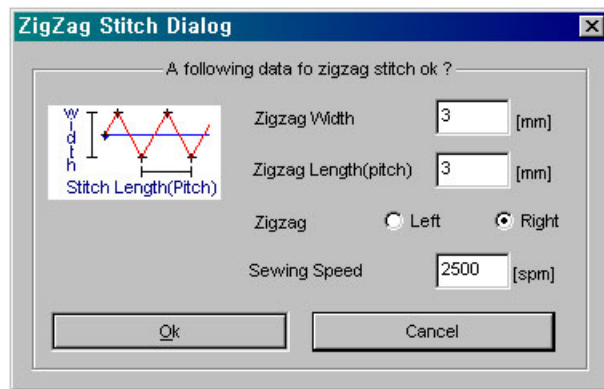 ZigZag Stitch Dialog
A following data fo zigzag stitch ok ?
Width
Stitch Length(Pitch)
Zigzag Width 3 [mm]
Zigzag Length(pitch) 3 [mm]
Zigzag Left Right
Sewing Speed 2500 [spm]
Ok Cancel